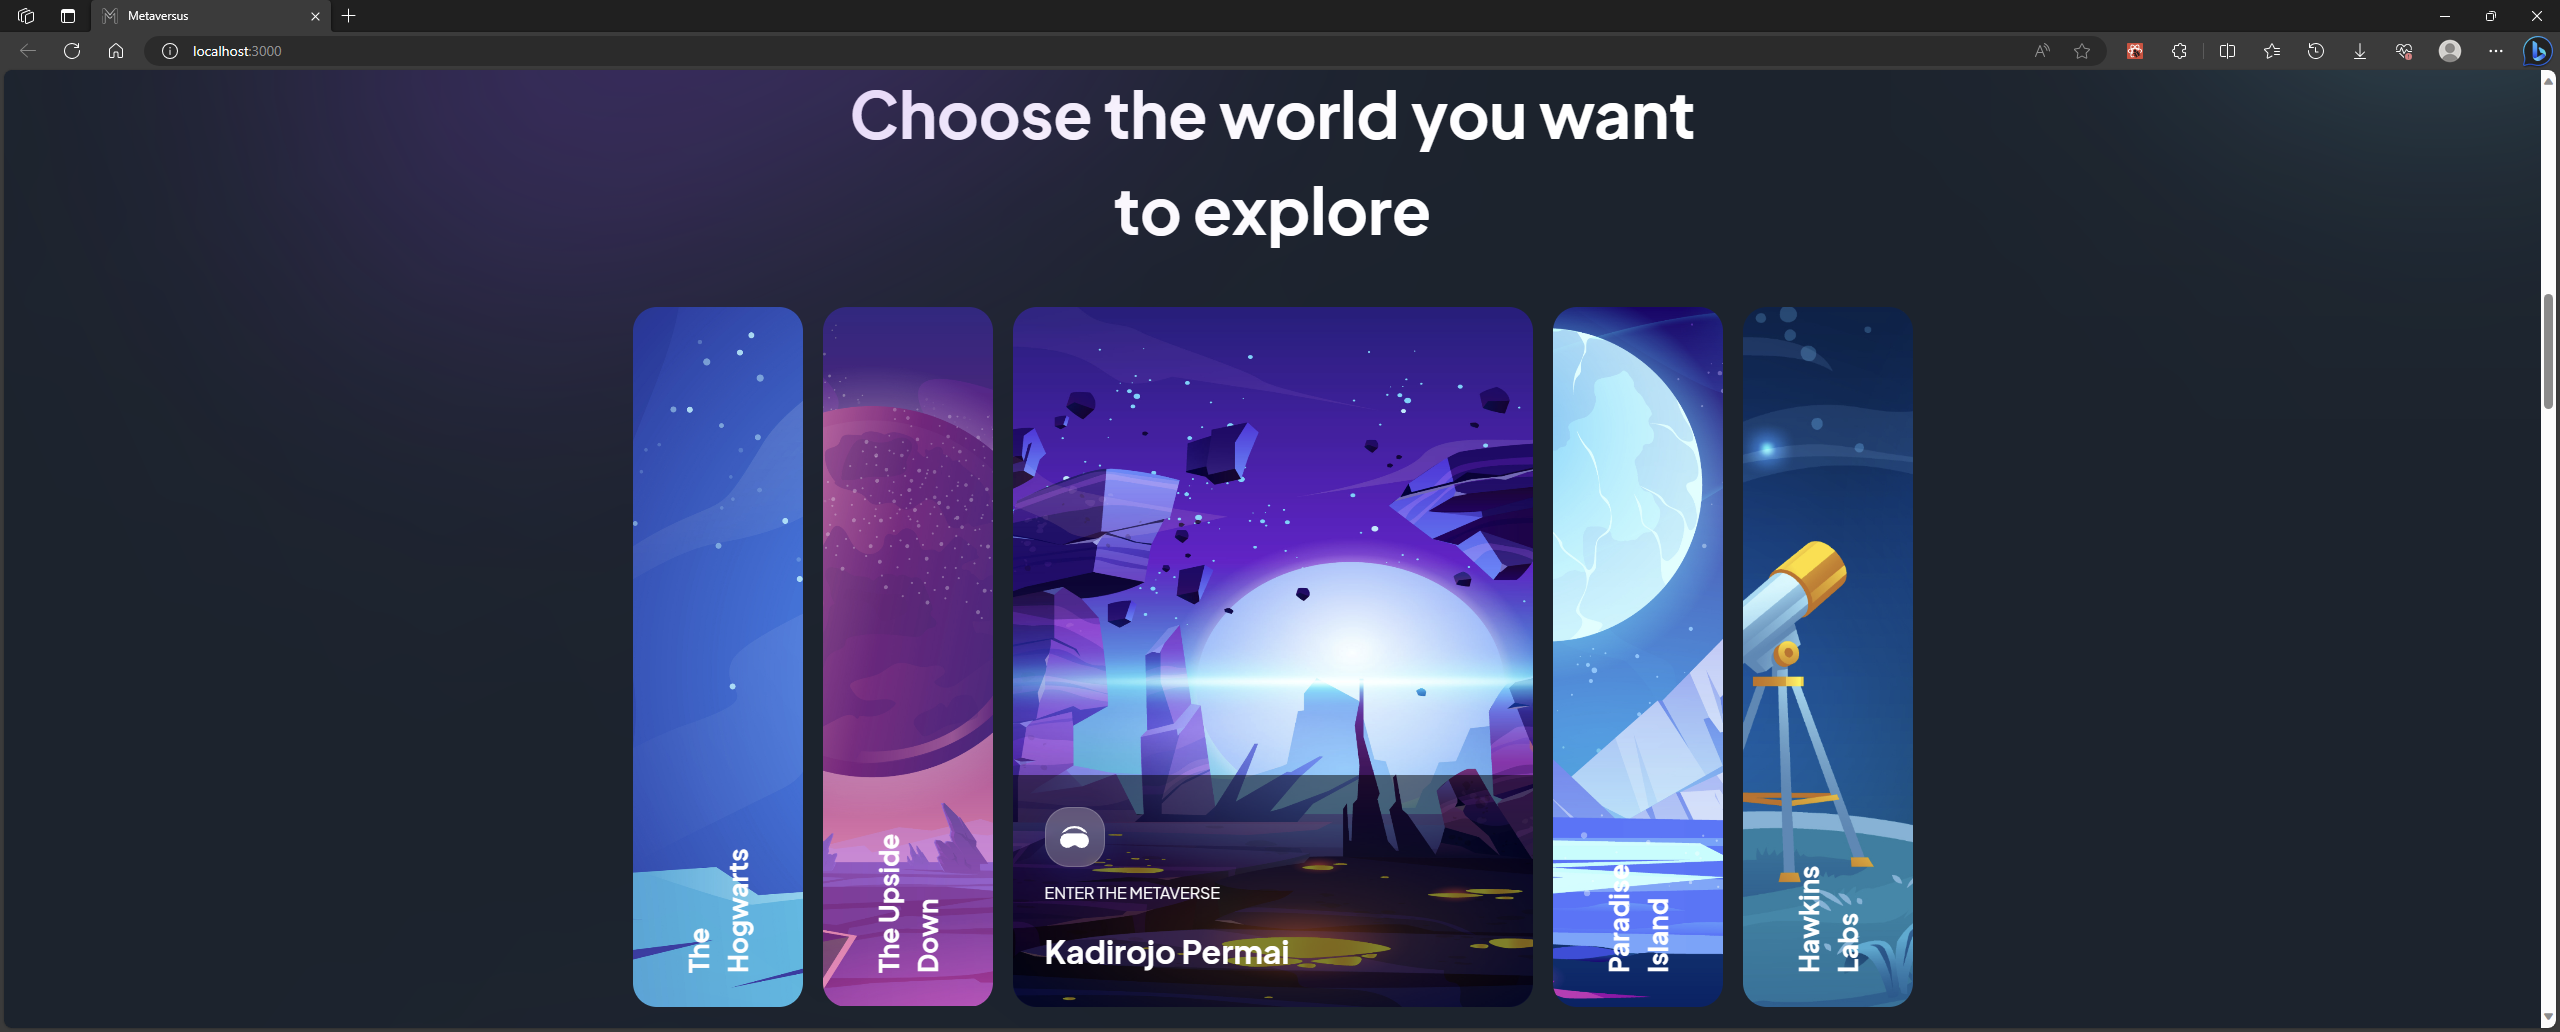 Metaversus
localhost:3000
Choose the world you want
to explore
The
Hogwarts
The Upside
Down
ENTER THE METAVERSE
Kadirojo Permai
Paradise
Island
Hawkins
Labs